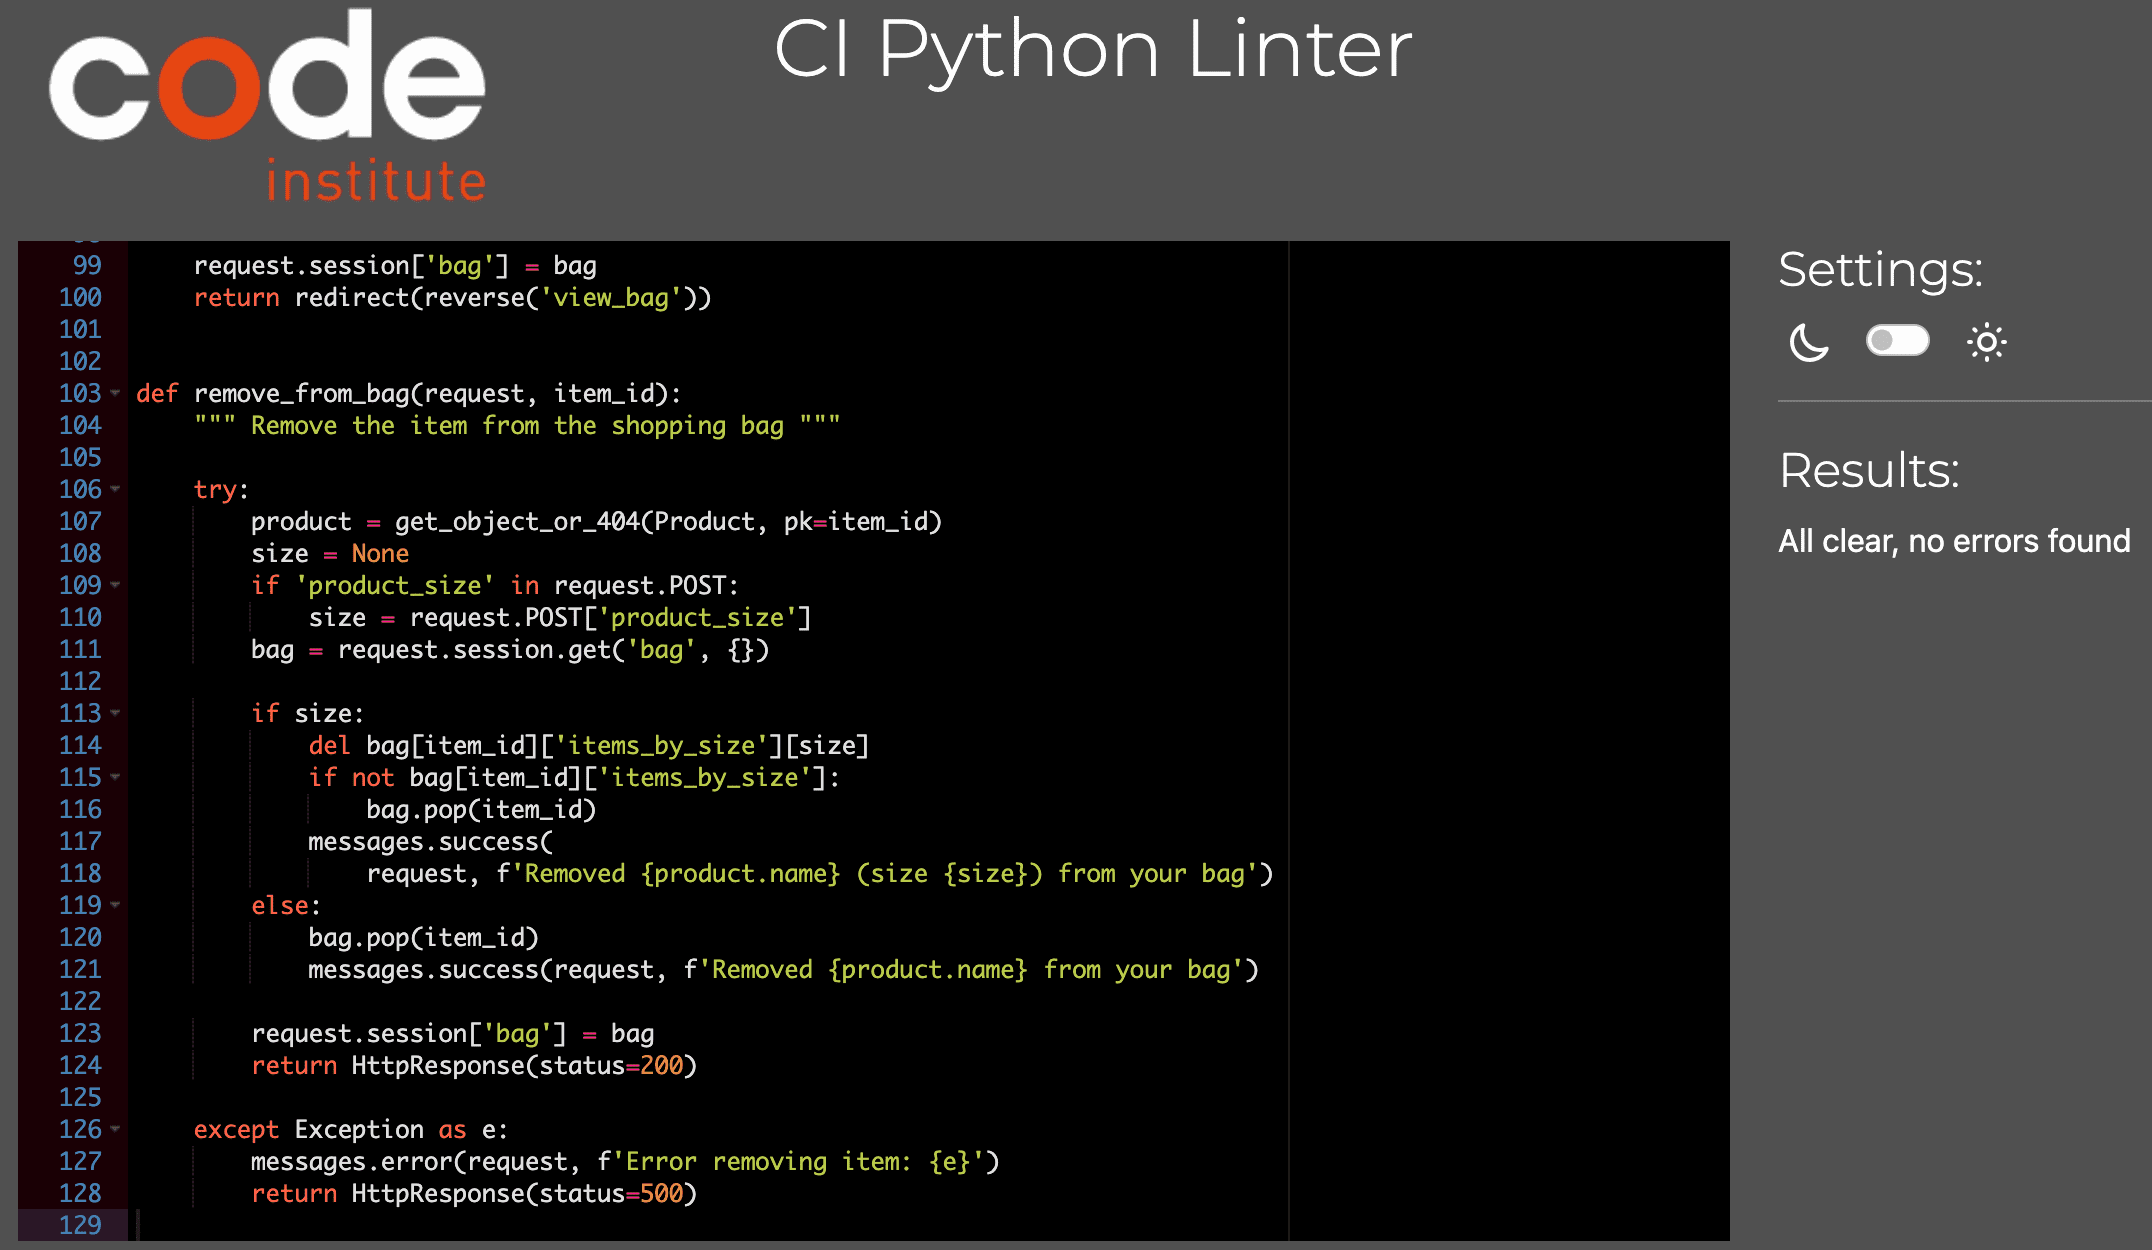 code
institute
CI Python Linter
99 request.session['bag'] = bag
100 return redirect(reverse('view_bag'))
101
102
103 def remove_from_bag(request, item_id):
104 """ Remove the item from the shopping bag """
105
106 try:
107 product = get_object_or_404(Product, pk=item_id)
108 size = None
109 if 'product_size' in request.POST:
110 size = request.POST['product_size']
111 bag = request.session.get('bag', {})
112
113 if size:
114 del bag[item_id]['items_by_size'][size]
115 if not bag[item_id]['items_by_size']:
116 bag.pop(item_id)
117 messages.success(
118 request, f'Removed {product.name} (size {size}) from your bag')
119 else:
120 bag.pop(item_id)
121 messages.success(request, f'Removed {product.name} from your bag')
122
123 request.session['bag'] = bag
124 return HttpResponse(status=200)
125
126 except Exception as e:
127 messages.error(request, f'Error removing item: {e}')
128 return HttpResponse(status=500)
129
Settings:
Results:
All clear, no errors found